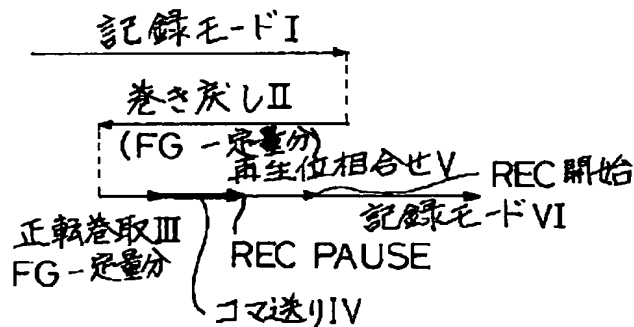 記録モードI
巻き戻しII
(FG一定量分)
再生位相合せV
REC開始
記録モードVI
正転巻取III
FG一定量分
REC PAUSE
コマ送りIV